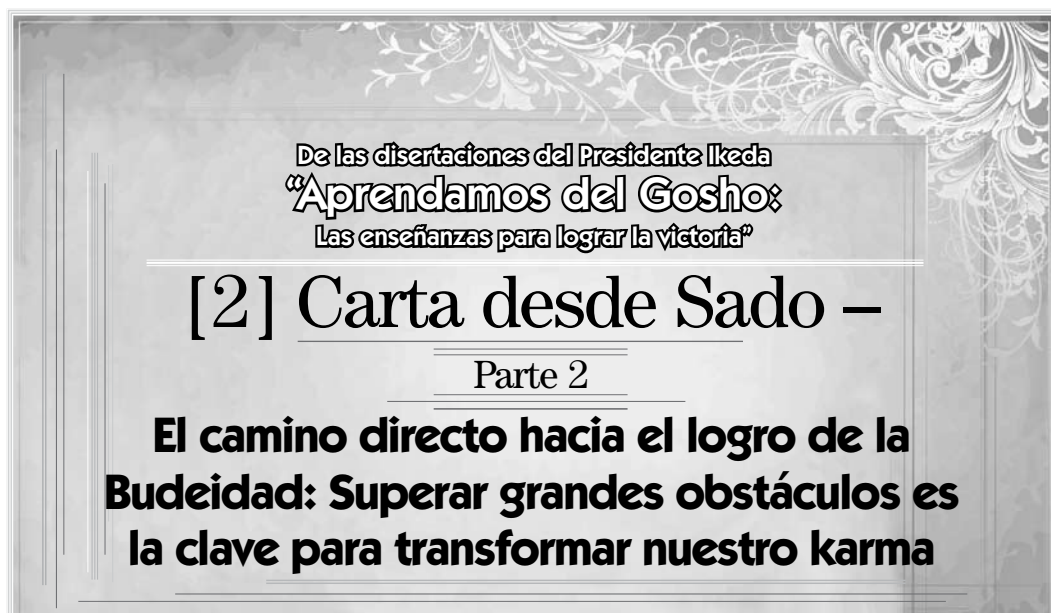 De las disertaciones del Presidente Ikeda
“Aprendamos del Gosho:
Las enseñanzas para lograr la victoria”
[2] Carta desde Sado –
Parte 2
El camino directo hacia el logro de la
Budeidad: Superar grandes obstáculos es
la clave para transformar nuestro karma